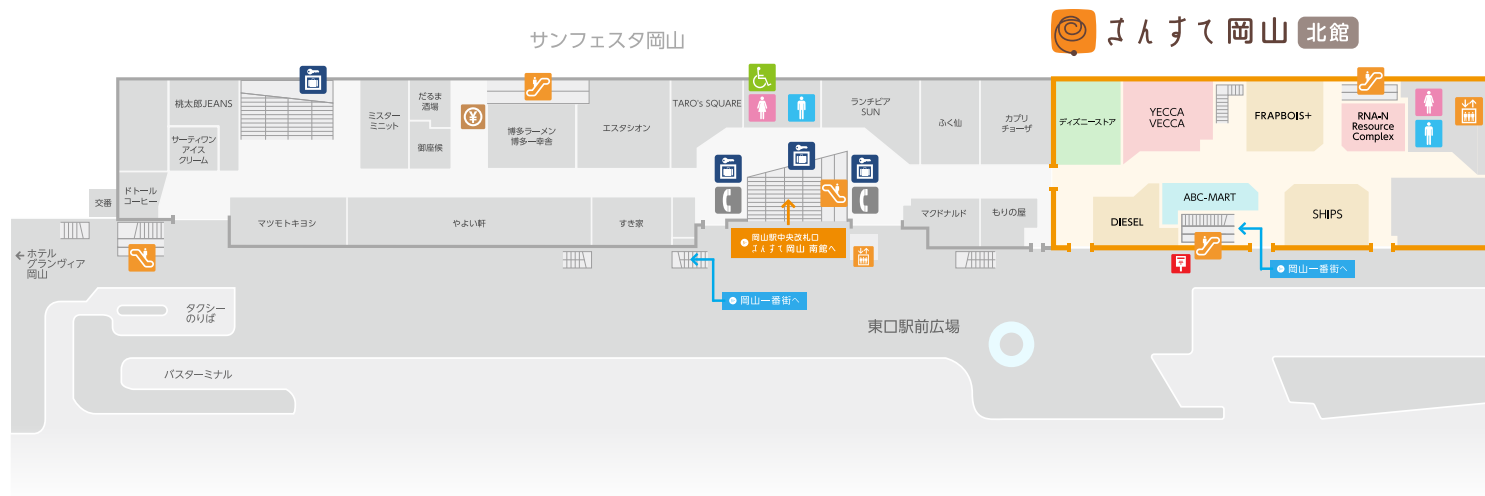 サンフェスタ岡山
さんすて岡山 北館
桃太郎JEANS
サーティワン
アイス
クリーム
ドトール
コーヒー
交番
ミスター
ミニット
だるま
酒場
御座候
博多ラーメン
博多一幸舎
エスタシオン
TARO's SQUARE
ランチビア
SUN
ふく仙
カプリ
チョーザ
ディズニーストア
YECCA
VECCA
FRAPBOIS+
RNA-N
Resource
Complex
マツモトキヨシ
やよい軒
すき家
マクドナルド
もりの屋
DIESEL
ABC-MART
SHIPS
岡山駅中央改札口
さんすて岡山 南館へ
岡山一番街へ
岡山一番街へ
←ホテル
グランヴィア
岡山
タクシー
のりば
バスターミナル
東口駅前広場